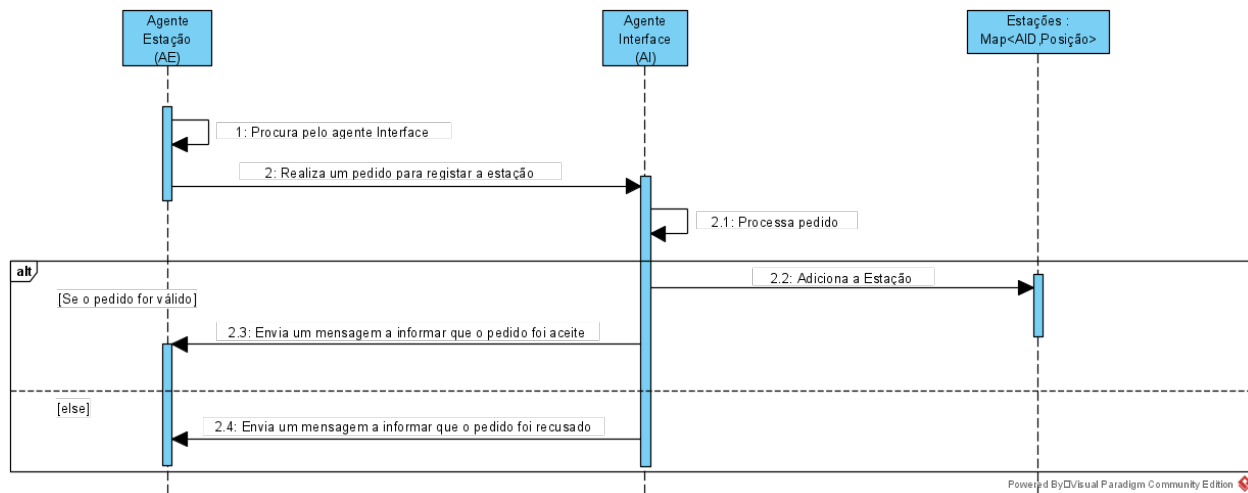 Agente
Estação
(AE)
Agente
Interface
(AI)
Estações :
Map<AID,Posição>
1: Procura pelo agente Interface
2: Realiza um pedido para registar a estação
2.1: Processa pedido
alt
2.2: Adiciona a Estação
[Se o pedido for válido]
2.3: Envia um mensagem a informar que o pedido foi aceite
[else]
2.4: Envia um mensagem a informar que o pedido foi recusado
Powered By□Visual Paradigm Community Edition